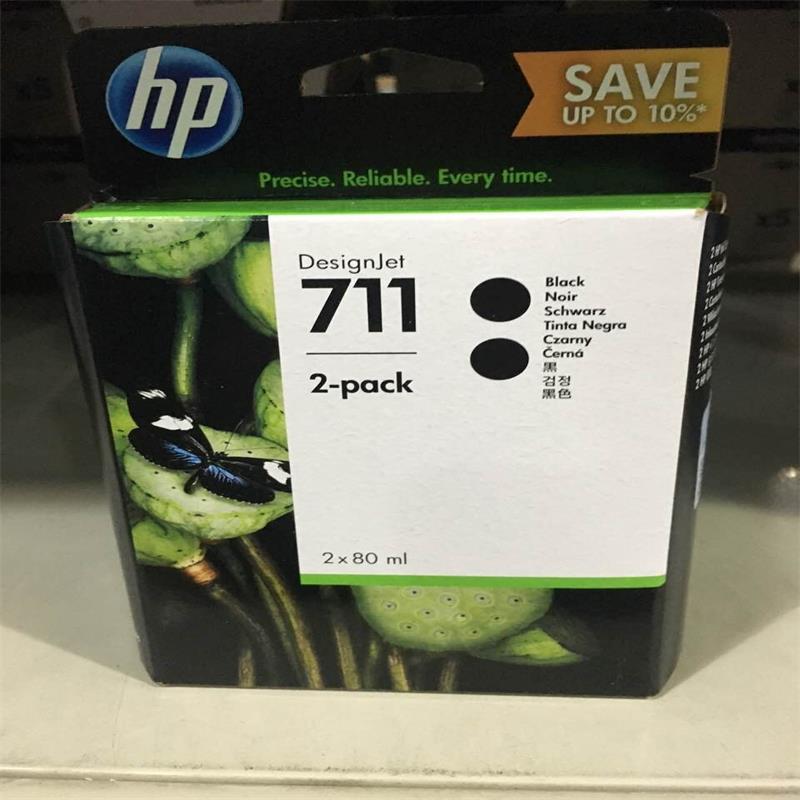 hp
SAVE
UP TO 10%*
Precise. Reliable. Every time.
DesignJet
711
2-pack
Black
Noir
Schwarz
Tinta Negra
Czarny
Černá
黒
검정
黑色
2 x 80 ml